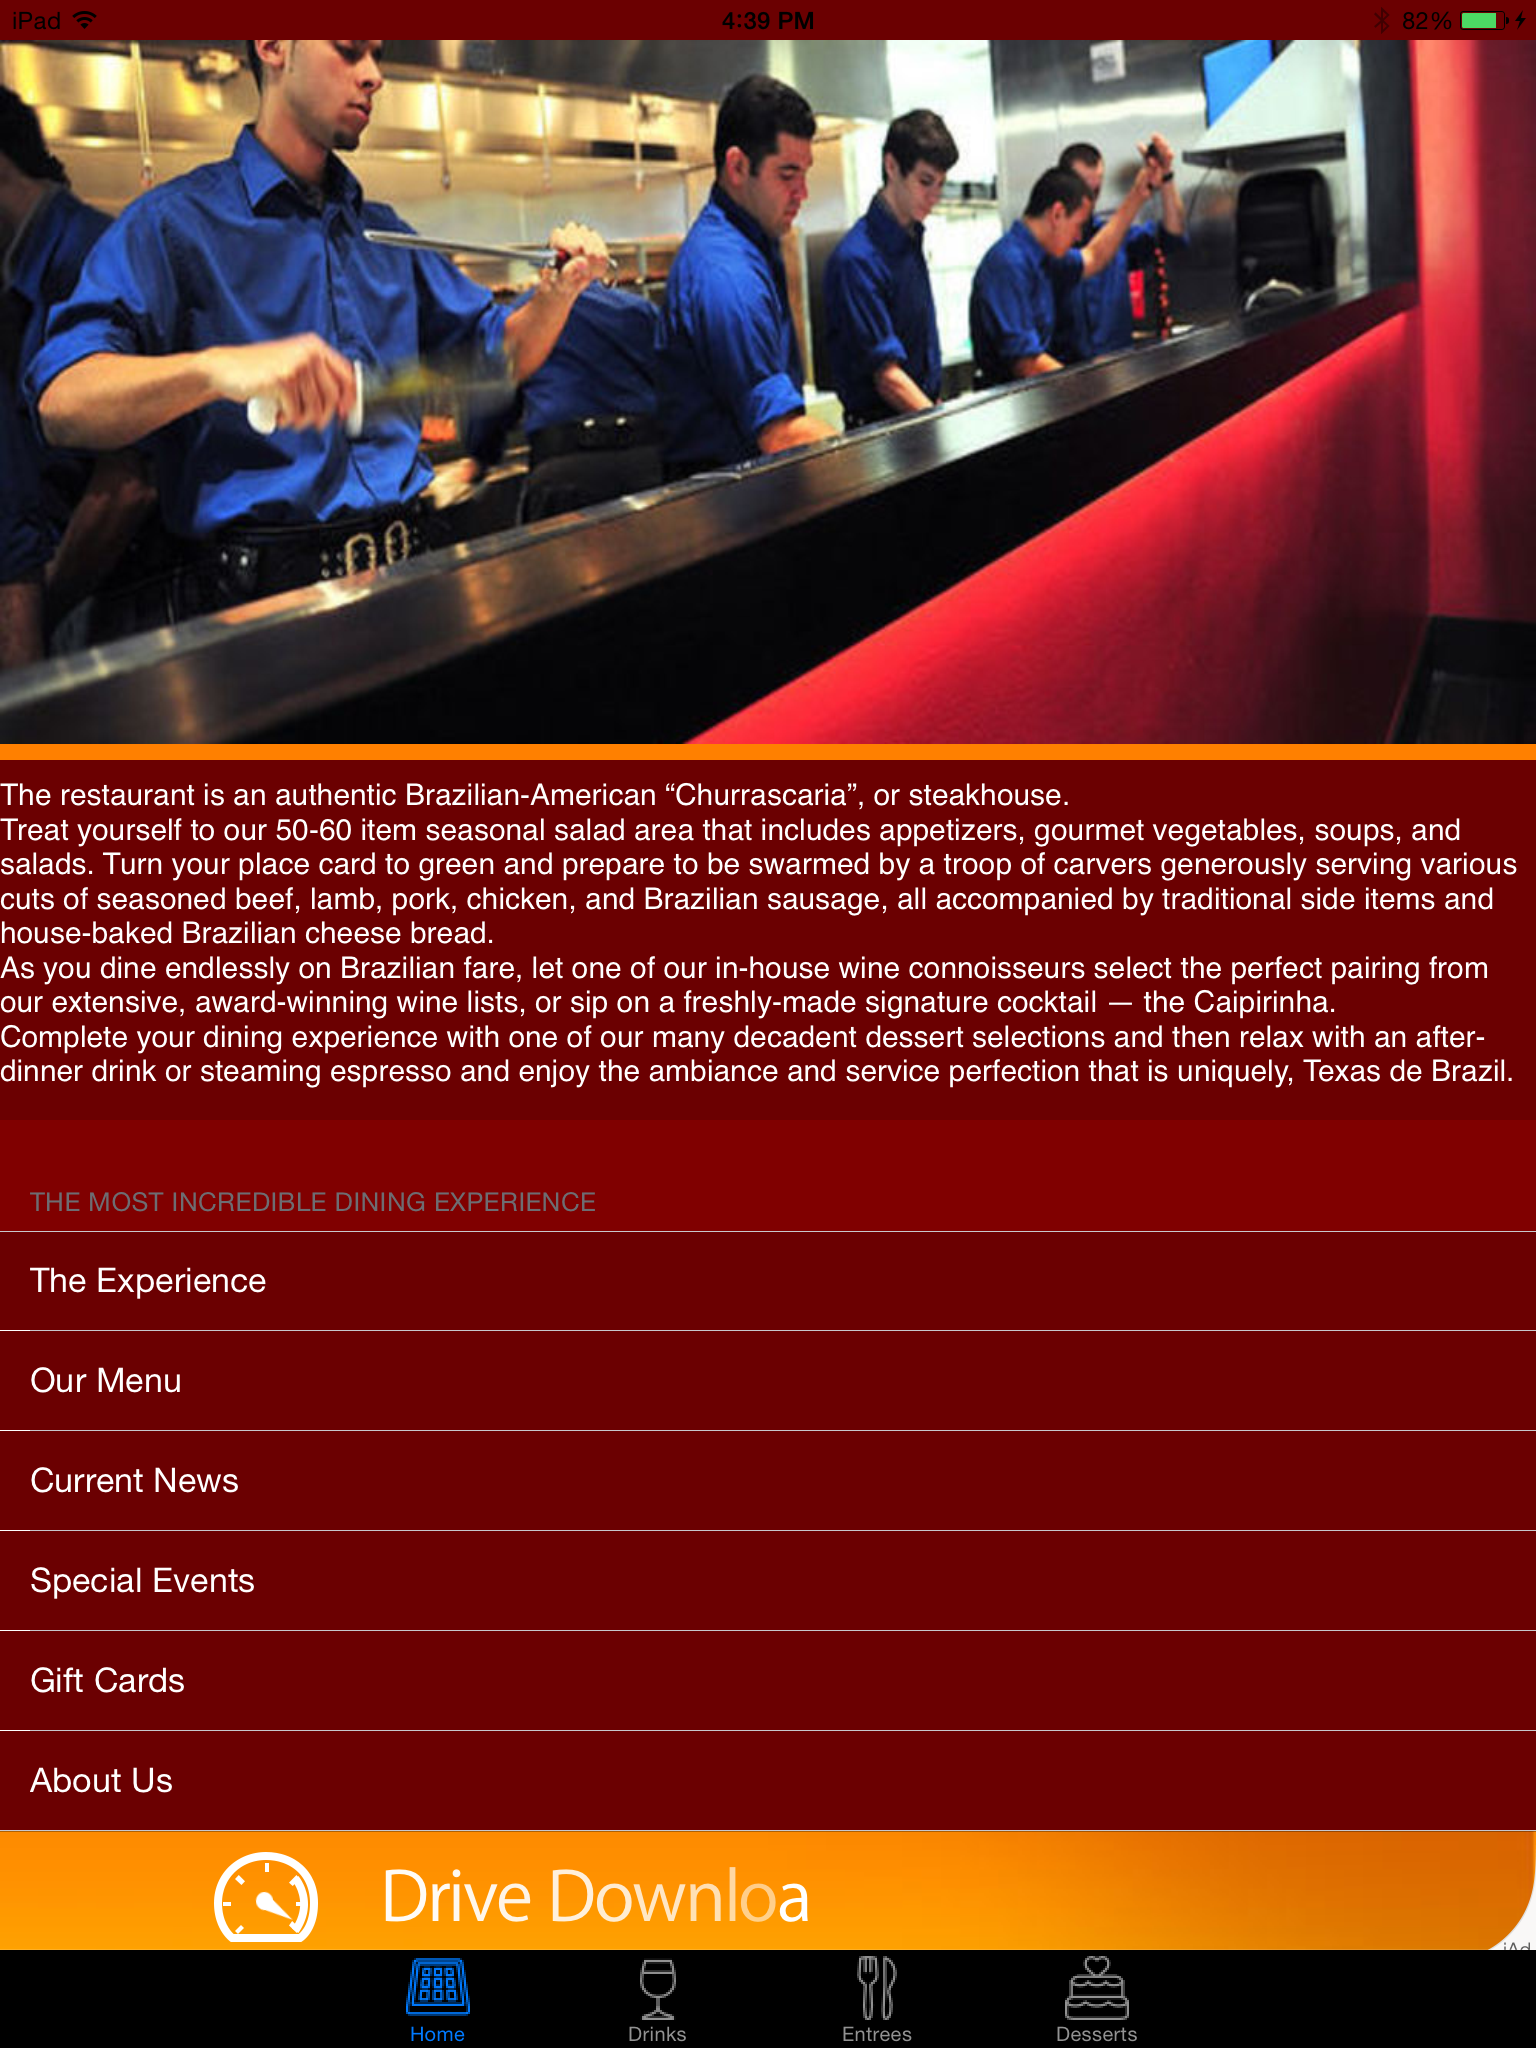 iPad 4:39 PM 82%
The restaurant is an authentic Brazilian-American “Churrascaria”, or steakhouse.
Treat yourself to our 50-60 item seasonal salad area that includes appetizers, gourmet vegetables, soups, and
salads. Turn your place card to green and prepare to be swarmed by a troop of carvers generously serving various
cuts of seasoned beef, lamb, pork, chicken, and Brazilian sausage, all accompanied by traditional side items and
house-baked Brazilian cheese bread.
As you dine endlessly on Brazilian fare, let one of our in-house wine connoisseurs select the perfect pairing from
our extensive, award-winning wine lists, or sip on a freshly-made signature cocktail — the Caipirinha.
Complete your dining experience with one of our many decadent dessert selections and then relax with an after-
dinner drink or steaming espresso and enjoy the ambiance and service perfection that is uniquely, Texas de Brazil.
THE MOST INCREDIBLE DINING EXPERIENCE
The Experience
Our Menu
Current News
Special Events
Gift Cards
About Us
Drive Downloa
iAd
Home Drinks Entrees Desserts